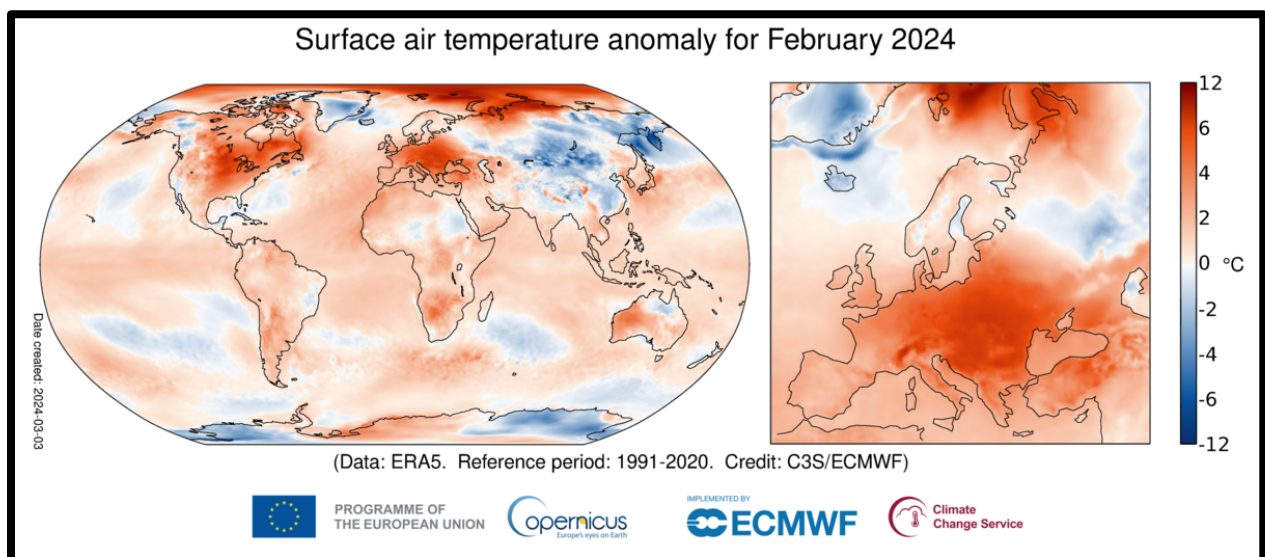 Surface air temperature anomaly for February 2024
12
6
4
2
0
-2
-4
-6
-12
°C
Date created: 2024-03-03
(Data: ERA5. Reference period: 1991-2020. Credit: C3S/ECMWF)
PROGRAMME OF
THE EUROPEAN UNION
opernicus
Europe's eyes on Earth
IMPLEMENTED BY
ECMWF
Climate
Change Service